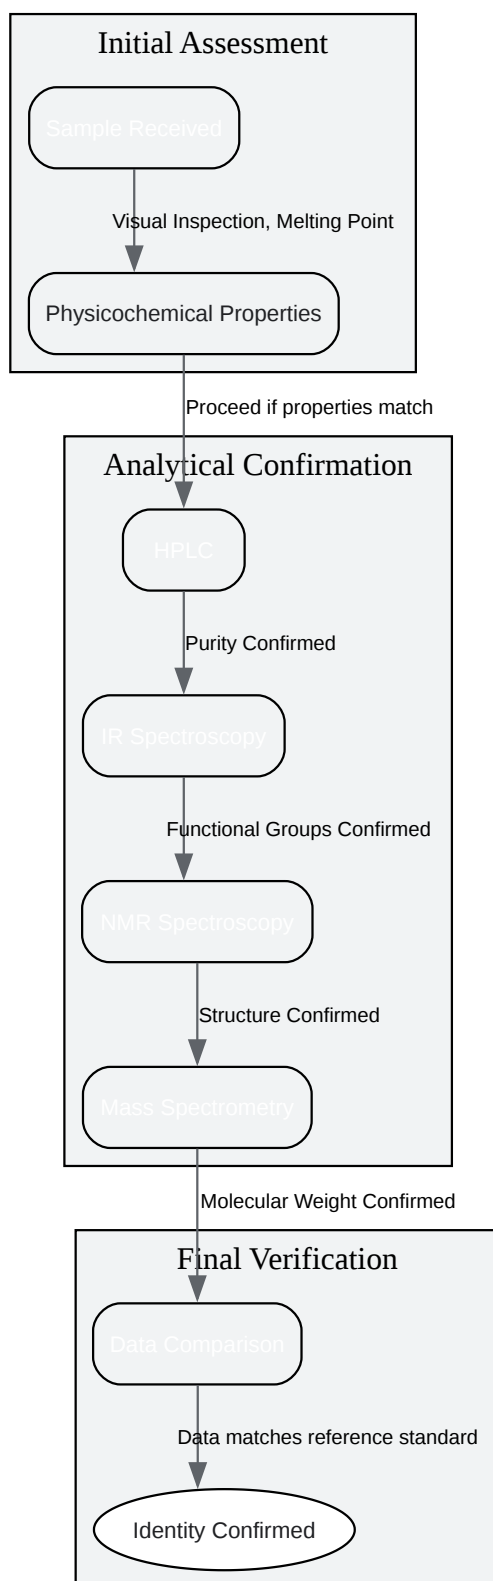 Initial Assessment
Sample Received
Visual Inspection, Melting Point
Physicochemical Properties
Proceed if properties match
Analytical Confirmation
HPLC
Purity Confirmed
IR Spectroscopy
Functional Groups Confirmed
NMR Spectroscopy
Structure Confirmed
Mass Spectrometry
Molecular Weight Confirmed
Final Verification
Data Comparison
Data matches reference standard
Identity Confirmed